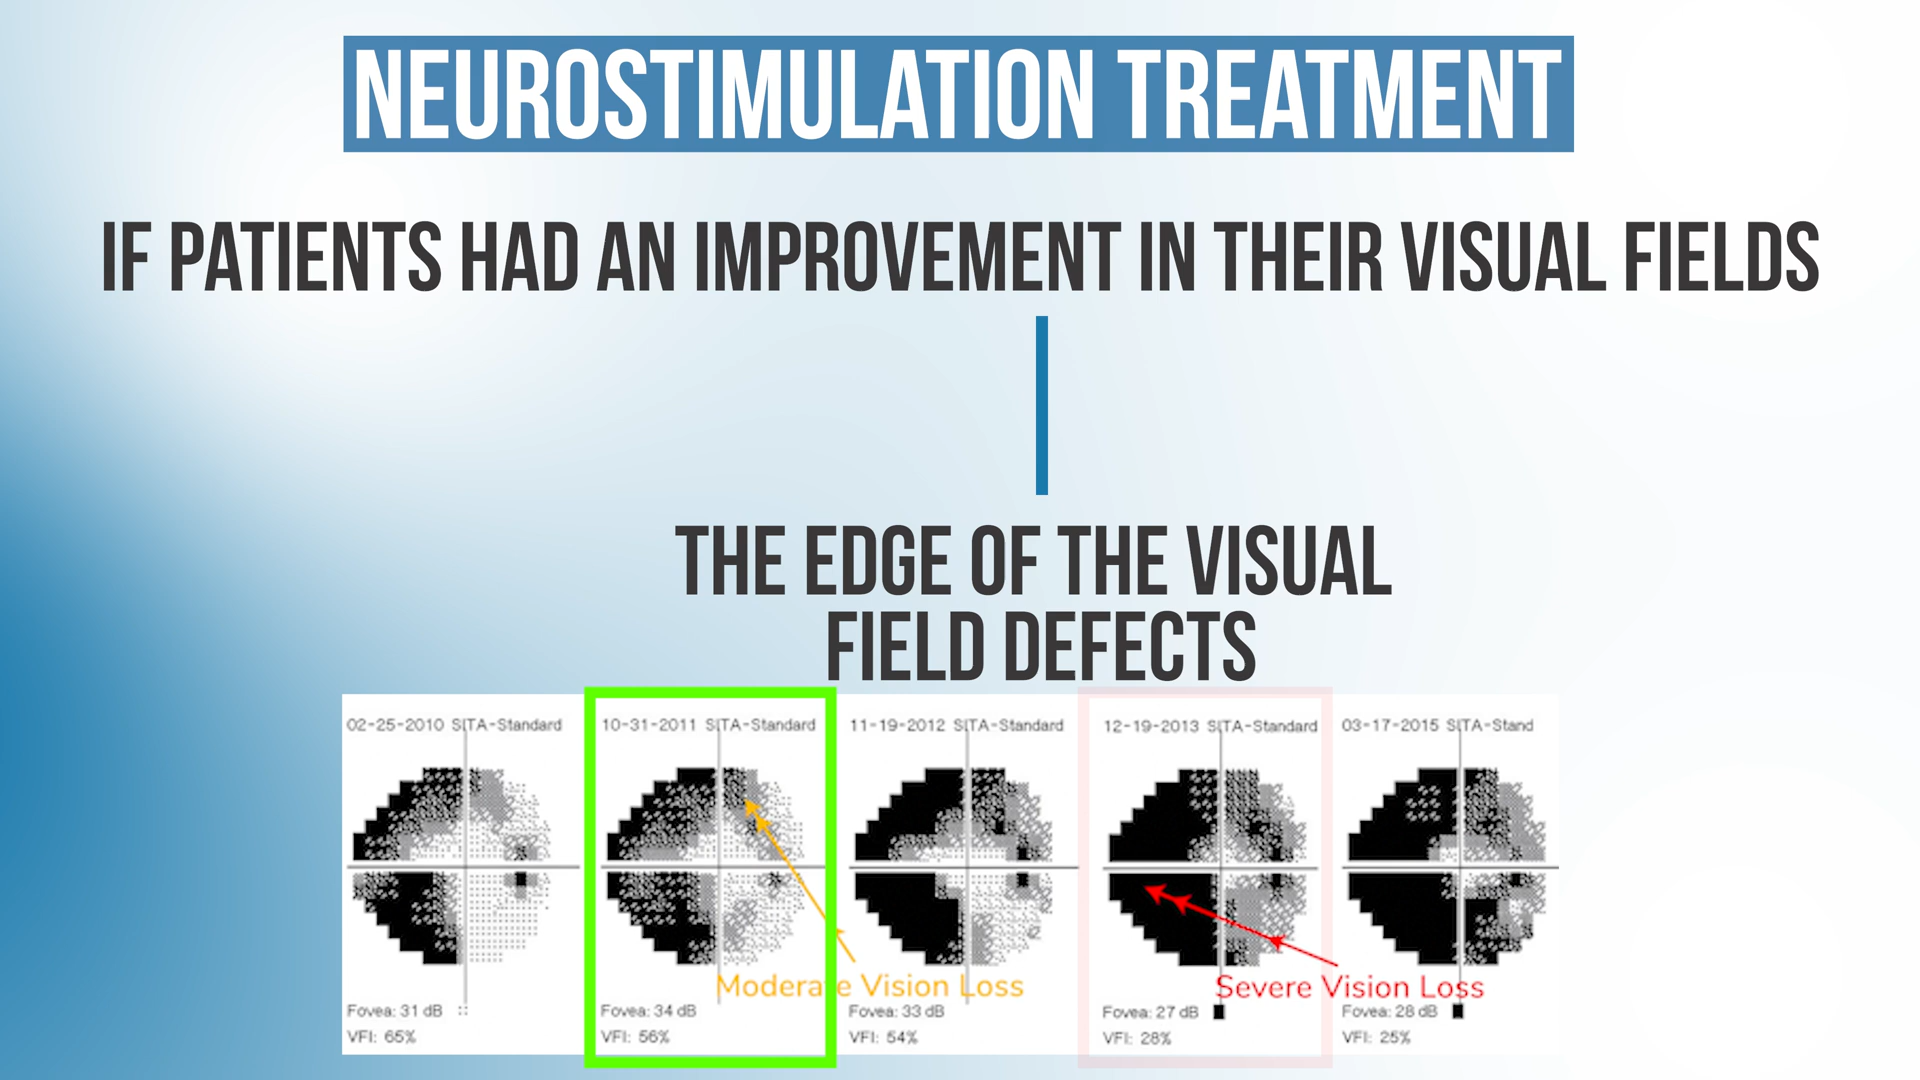 NEUROSTIMULATION TREATMENT
IF PATIENTS HAD AN IMPROVEMENT IN THEIR VISUAL FIELDS
THE EDGE OF THE VISUAL
FIELD DEFECTS
02-25-2010 SITA-Standard
10-31-2011 SITA-Standard
11-19-2012 SITA-Standard
12-19-2013 SITA-Standard
03-17-2015 SITA-Stand
Moderate Vision Loss
Severe Vision Loss
Fovea: 31 dB
VFI: 65%
Fovea: 34 dB
VFI: 56%
Fovea: 33 dB
VFI: 54%
Fovea: 27 dB
VFI: 28%
Fovea: 28 dB
VFI: 25%